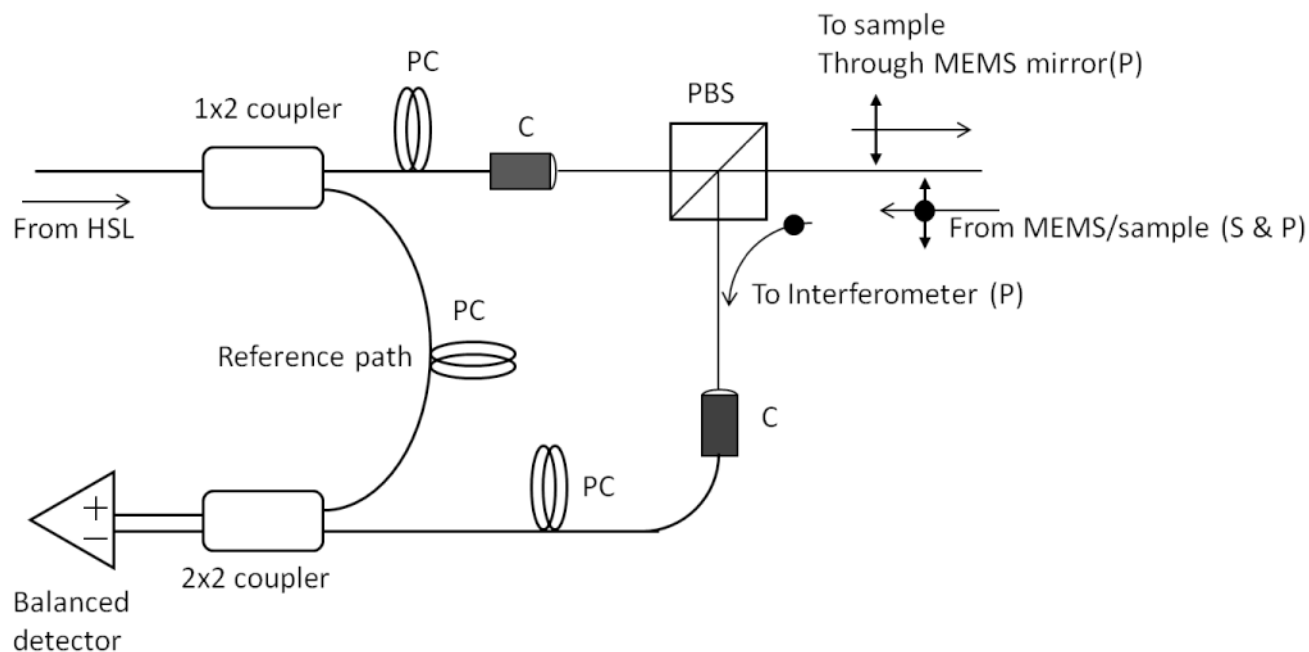 To sample
Through MEMS mirror(P)
PC
PBS
1x2 coupler
C
From HSL
From MEMS/sample (S & P)
To Interferometer (P)
PC
Reference path
C
PC
+
−
2x2 coupler
Balanced
detector